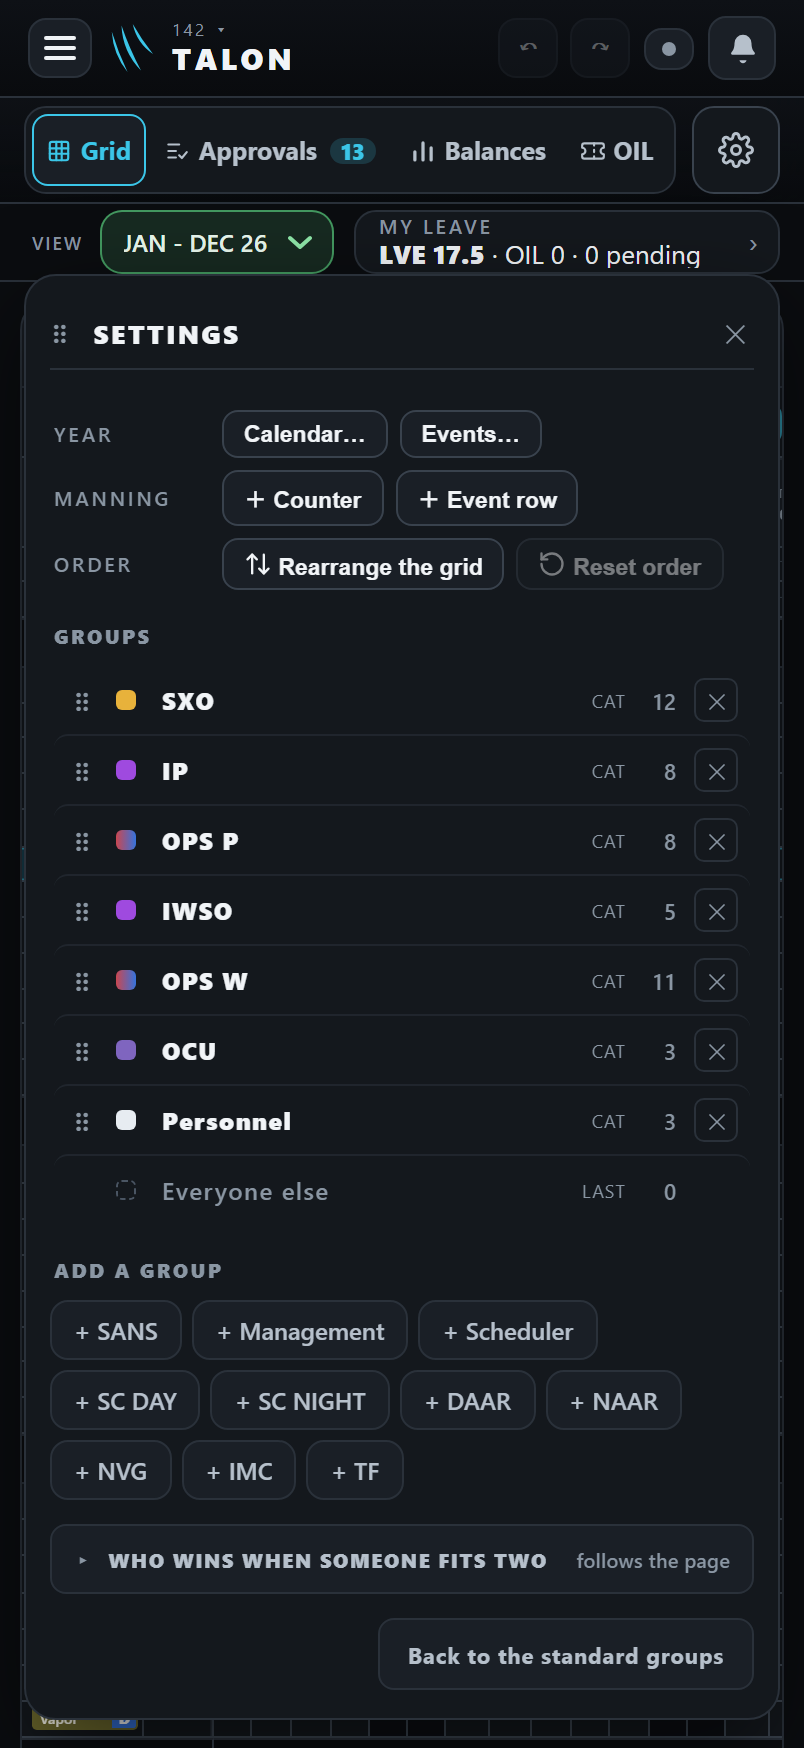 142
TALON
Grid
Approvals 13
Balances
OIL
VIEW
JAN - DEC 26
MY LEAVE
LVE 17.5 · OIL 0 · 0 pending
SETTINGS
YEAR
Calendar...
Events...
MANNING
+ Counter
+ Event row
ORDER
Rearrange the grid
Reset order
GROUPS
SXO CAT 12
IP CAT 8
OPS P CAT 8
IWSO CAT 5
OPS W CAT 11
OCU CAT 3
Personnel CAT 3
Everyone else LAST 0
ADD A GROUP
+ SANS
+ Management
+ Scheduler
+ SC DAY
+ SC NIGHT
+ DAAR
+ NAAR
+ NVG
+ IMC
+ TF
WHO WINS WHEN SOMEONE FITS TWO follows the page
Back to the standard groups
Vapor